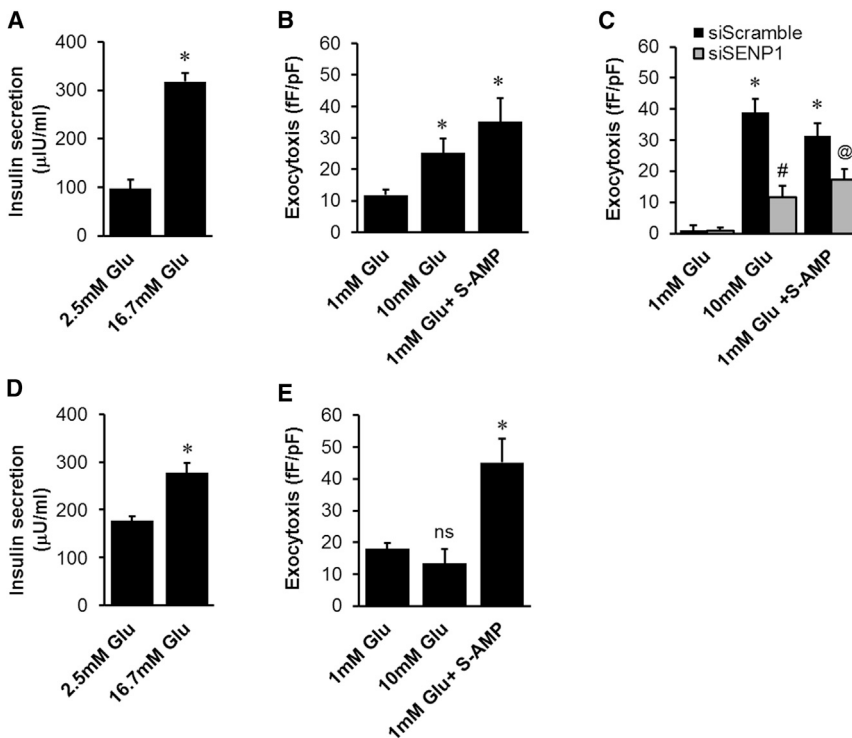 A
Insulin secretion
(µIU/ml)
400
300
200
100
0
*
2.5mM Glu
16.7mM Glu
B
Exocytoxis (fF/pF)
60
50
40
30
20
10
0
*
*
1mM Glu
10mM Glu
1mM Glu+ S-AMP
C
siScramble
siSENP1
Exocytoxis (fF/pF)
60
50
40
30
20
10
0
*
#
*
@
1mM Glu
10mM Glu
1mM Glu +S-AMP
D
Insulin secretion
(µU/ml)
400
300
200
100
0
*
2.5mM Glu
16.7mM Glu
E
Exocytoxis (fF/pF)
60
50
40
30
20
10
0
ns
*
1mM Glu
10mM Glu
1mM Glu+ S-AMP